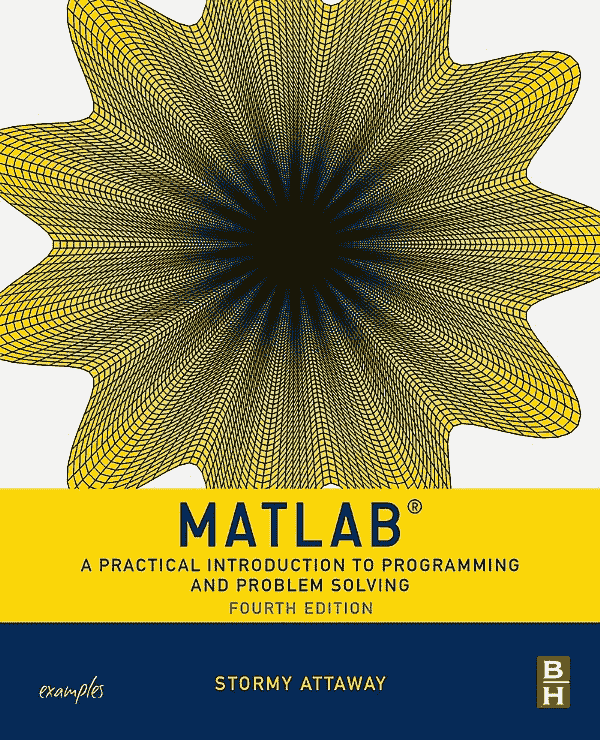 MATLAB®
A PRACTICAL INTRODUCTION TO PROGRAMMING
AND PROBLEM SOLVING
FOURTH EDITION
examples
STORMY ATTAWAY
B
H